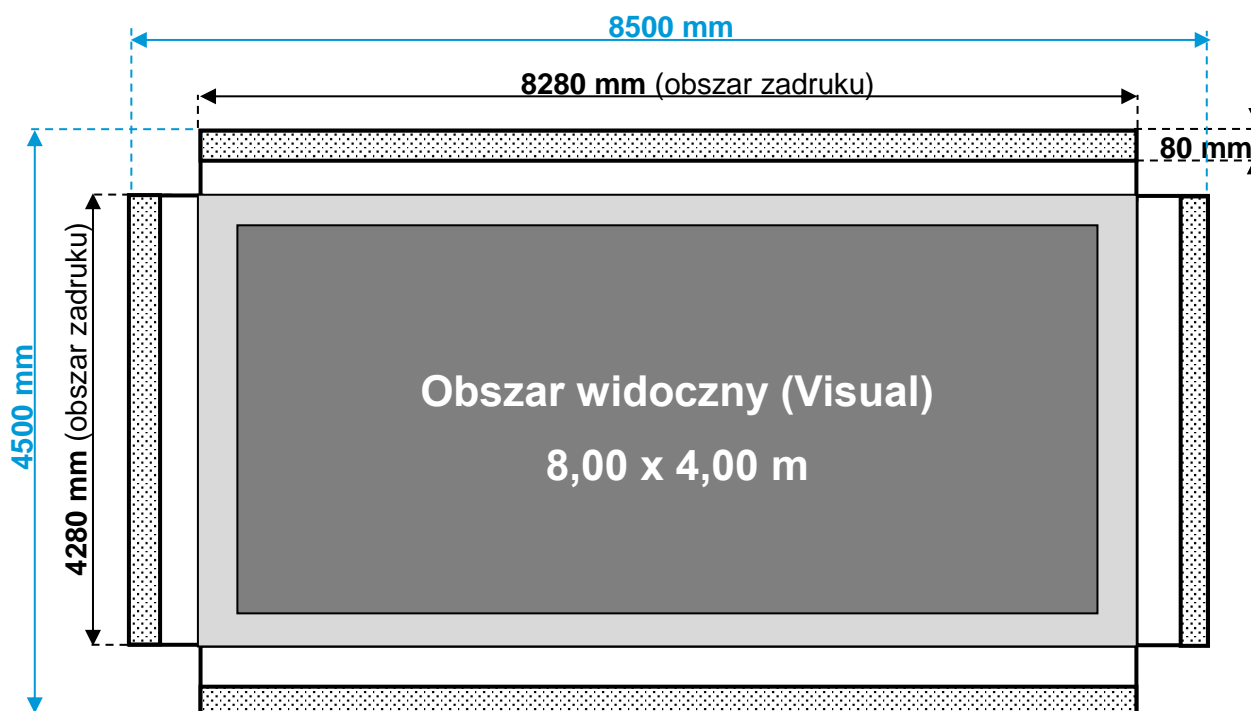 8500 mm
8280 mm (obszar zadruku)
80 mm
4500 mm
4280 mm (obszar zadruku)
Obszar widoczny (Visual)
8,00 x 4,00 m